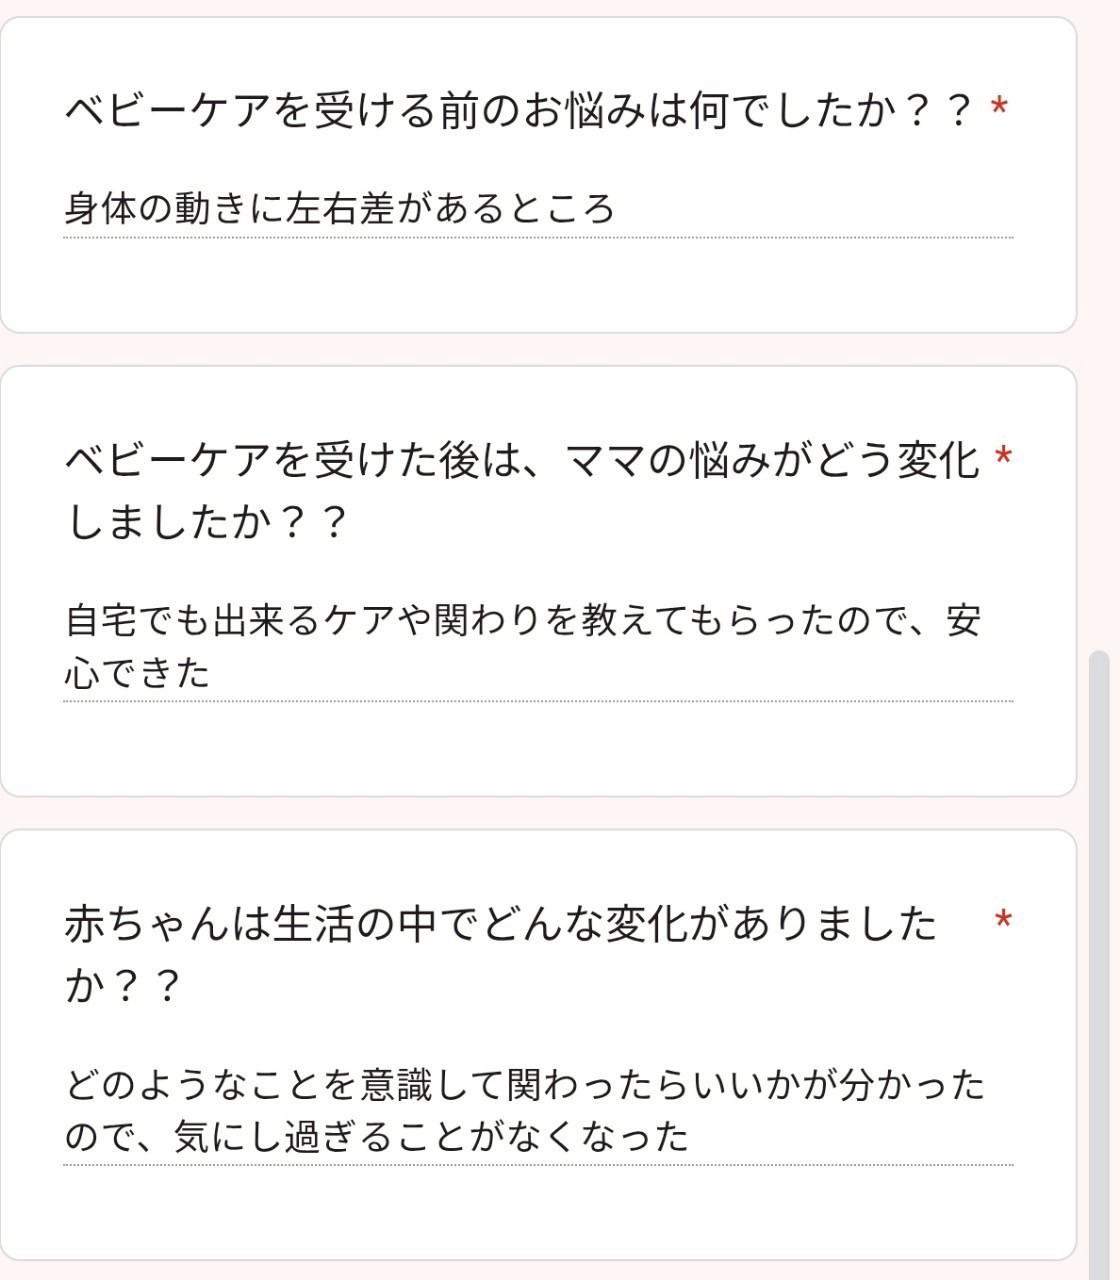 ベビーケアを受ける前のお悩みは何でしたか？？ *
身体の動きに左右差があるところ
ベビーケアを受けた後は、ママの悩みがどう変化 *
しましたか？？
自宅でも出来るケアや関わりを教えてもらったので、安
心できた
赤ちゃんは生活の中でどんな変化がありました *
か？？
どのようなことを意識して関わったらいいかが分かった
ので、気にし過ぎることがなくなった